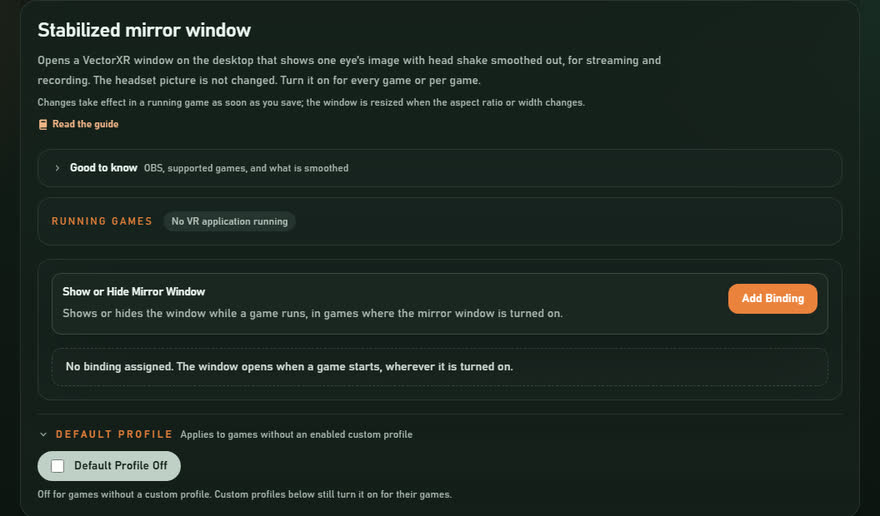 Stabilized mirror window
Opens a VectorXR window on the desktop that shows one eye's image with head shake smoothed out, for streaming and
recording. The headset picture is not changed. Turn it on for every game or per game.
Changes take effect in a running game as soon as you save; the window is resized when the aspect ratio or width changes.
Read the guide
Good to know OBS, supported games, and what is smoothed
RUNNING GAMES No VR application running
Show or Hide Mirror Window
Add Binding
Shows or hides the window while a game runs, in games where the mirror window is turned on.
No binding assigned. The window opens when a game starts, wherever it is turned on.
DEFAULT PROFILE Applies to games without an enabled custom profile
Default Profile Off
Off for games without a custom profile. Custom profiles below still turn it on for their games.